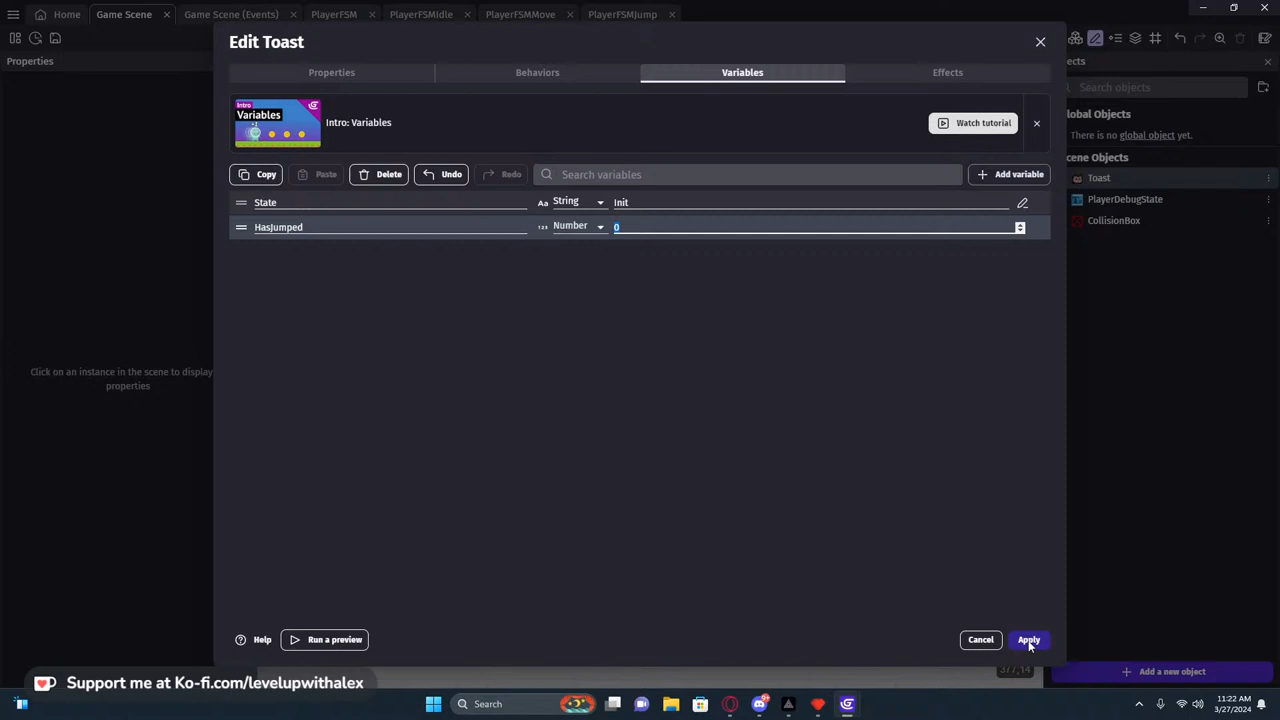 Home
Game Scene
Game Scene (Events)
PlayerFSM
PlayerFSMIdle
PlayerFSMMove
PlayerFSMJump
Properties
Edit Toast
Properties
Behaviors
Variables
Effects
Intro
Variables
Intro: Variables
Watch tutorial
Copy
Paste
Delete
Undo
Redo
Search variables
Add variable
State
Aa
String
Init
HasJumped
123
Number
0
Click on an instance in the scene to display
properties
Search objects
There is no global object yet.
Toast
PlayerDebugState
CollisionBox
Help
Run a preview
Cancel
Apply
377,14
Add a new object
Support me at Ko-fi.com/levelupwithalex
Search
11:22 AM
3/27/2024